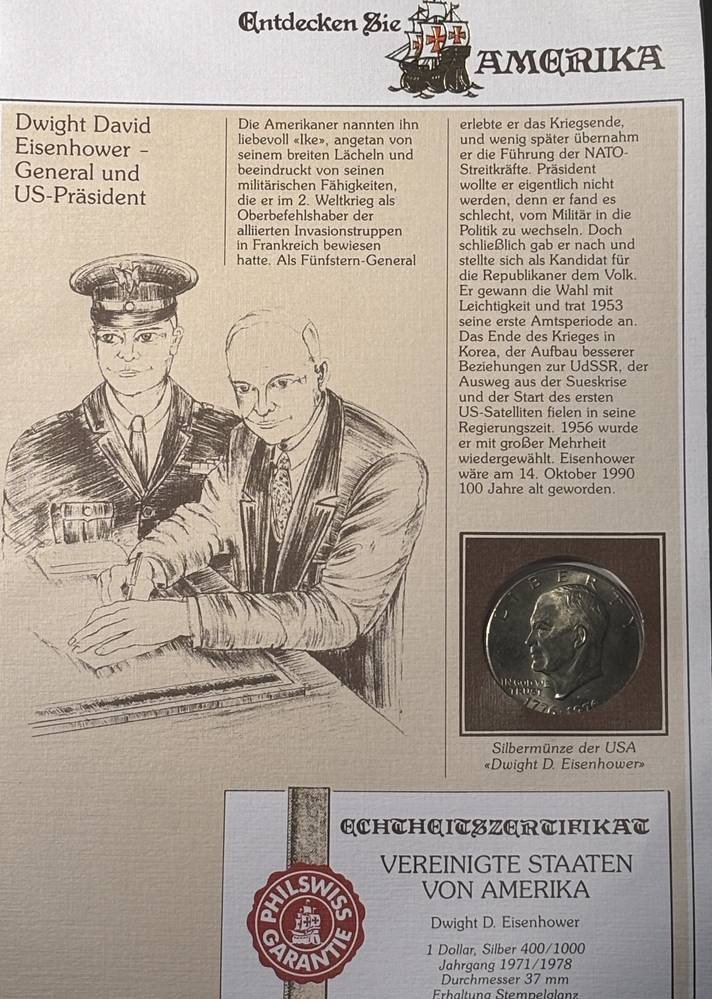 Entdecken Sie
AMERIKA
Dwight David
Eisenhower –
General und
US-Präsident
Die Amerikaner nannten ihn
liebevoll «Ike», angetan von
seinem breiten Lächeln und
beeindruckt von seinen
militärischen Fähigkeiten,
die er im 2. Weltkrieg als
Oberbefehlshaber der
alliierten Invasionstruppen
in Frankreich bewiesen
hatte. Als Fünfstern-General
erlebte er das Kriegsende,
und wenig später übernahm
er die Führung der NATO-
Streitkräfte. Präsident
wollte er eigentlich nicht
werden, denn er fand es
schlecht, vom Militär in die
Politik zu wechseln. Doch
schließlich gab er nach und
stellte sich als Kandidat für
die Republikaner dem Volk.
Er gewann die Wahl mit
Leichtigkeit und trat 1953
seine erste Amtsperiode an.
Das Ende des Krieges in
Korea, der Aufbau besserer
Beziehungen zur UdSSR, der
Ausweg aus der Sueskrise
und der Start des ersten
US-Satelliten fielen in seine
Regierungszeit. 1956 wurde
er mit großer Mehrheit
wiedergewählt. Eisenhower
wäre am 14. Oktober 1990
100 Jahre alt geworden.
LIBERTY
IN GOD WE
TRUST
1776-1976
Silbermünze der USA
«Dwight D. Eisenhower»
ECHTHEITSZERTIFIKAT
VEREINIGTE STAATEN
VON AMERIKA
Dwight D. Eisenhower
1 Dollar, Silber 400/1000
Jahrgang 1971/1978
Durchmesser 37 mm
Erhaltung Stempelglanz
PHILSWISS
GARANTIE